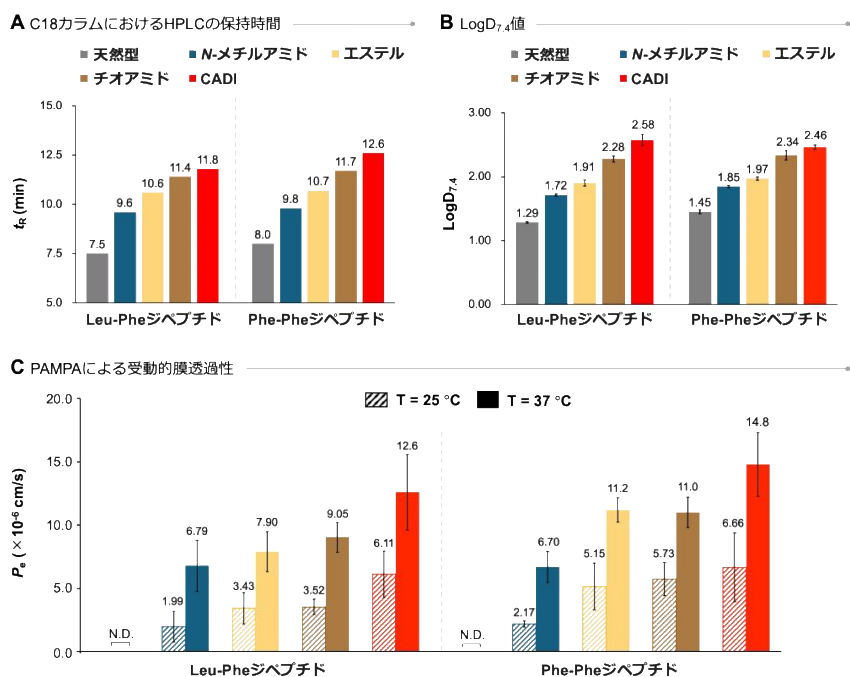 A C18カラムにおけるHPLCの保持時間
天然型 N-メチルアミド エステル
チオアミド CADI
15.0
12.5
10.0
7.5
5.0
tR (min)
7.5 9.6 10.6 11.4 11.8
8.0 9.8 10.7 11.7 12.6
Leu-Pheジペプチド Phe-Pheジペプチド
B LogD7.4値
天然型 N-メチルアミド エステル
チオアミド CADI
3.00
2.00
1.00
0.00
LogD7.4
1.29 1.72 1.91 2.28 2.58
1.45 1.85 1.97 2.34 2.46
Leu-Pheジペプチド Phe-Pheジペプチド
C PAMPAによる受動的膜透過性
T = 25 °C T = 37 °C
20.0
15.0
10.0
5.0
0.0
Pe (×10-6 cm/s)
N.D. 1.99 6.79 3.43 7.90 3.52 9.05 6.11 12.6
N.D. 2.17 6.70 5.15 11.2 5.73 11.0 6.66 14.8
Leu-Pheジペプチド Phe-Pheジペプチド